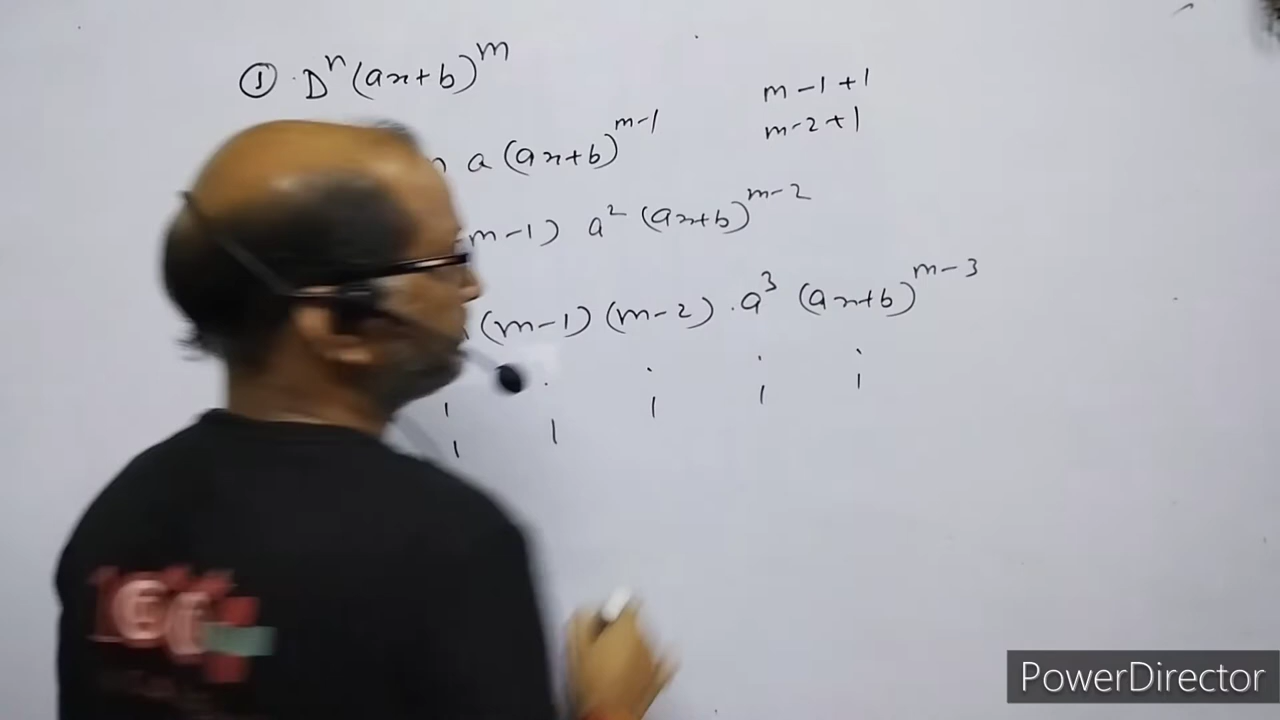 ① . Dⁿ(ax+b)ᵐ
m-1+1
m-2+1
a (ax+b)ᵐ⁻¹
m-1) a² (ax+b)ᵐ⁻²
(m-1) (m-2) . a³ (ax+b)ᵐ⁻³
PowerDirector